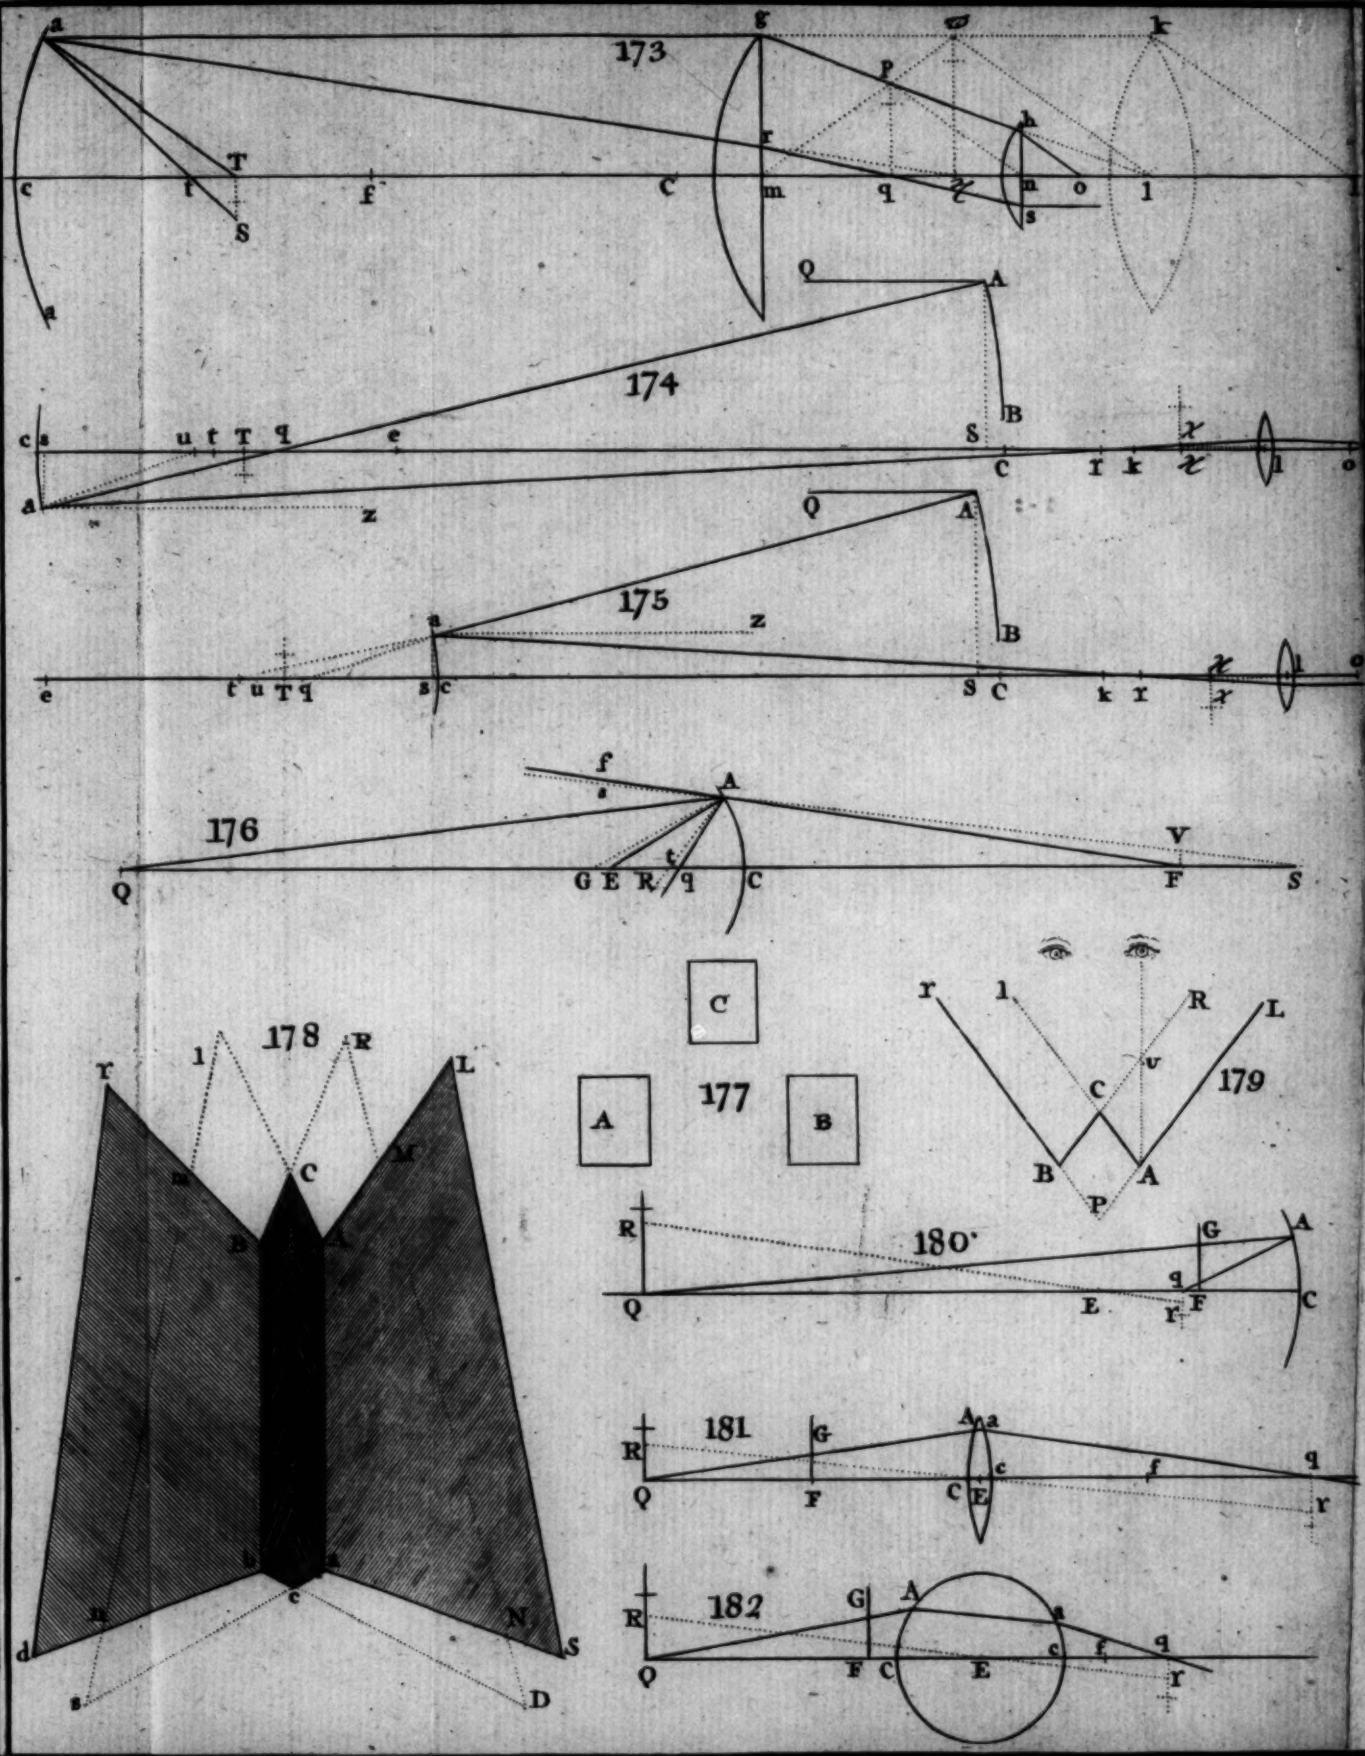 a g k
173
p
h
r
T
c t f C m q n o l
s
S
a
Q A
174
B
c s u t T q e S x
C r k l o
a z
Q A
175
a z
B
e t u T q s c S C k r x l o
x
f
s A
176
V
t
Q G E R q C F S
C
r l R L
178
l R
r L
v
A 177 B
C 179
M
m C
B A
P
B A
R 180 G A
q
Q E r F C
181
A a
R G c f q
Q F C E r
b a
c
182
G A
R a
n N c f q
d S Q F C E r
s D